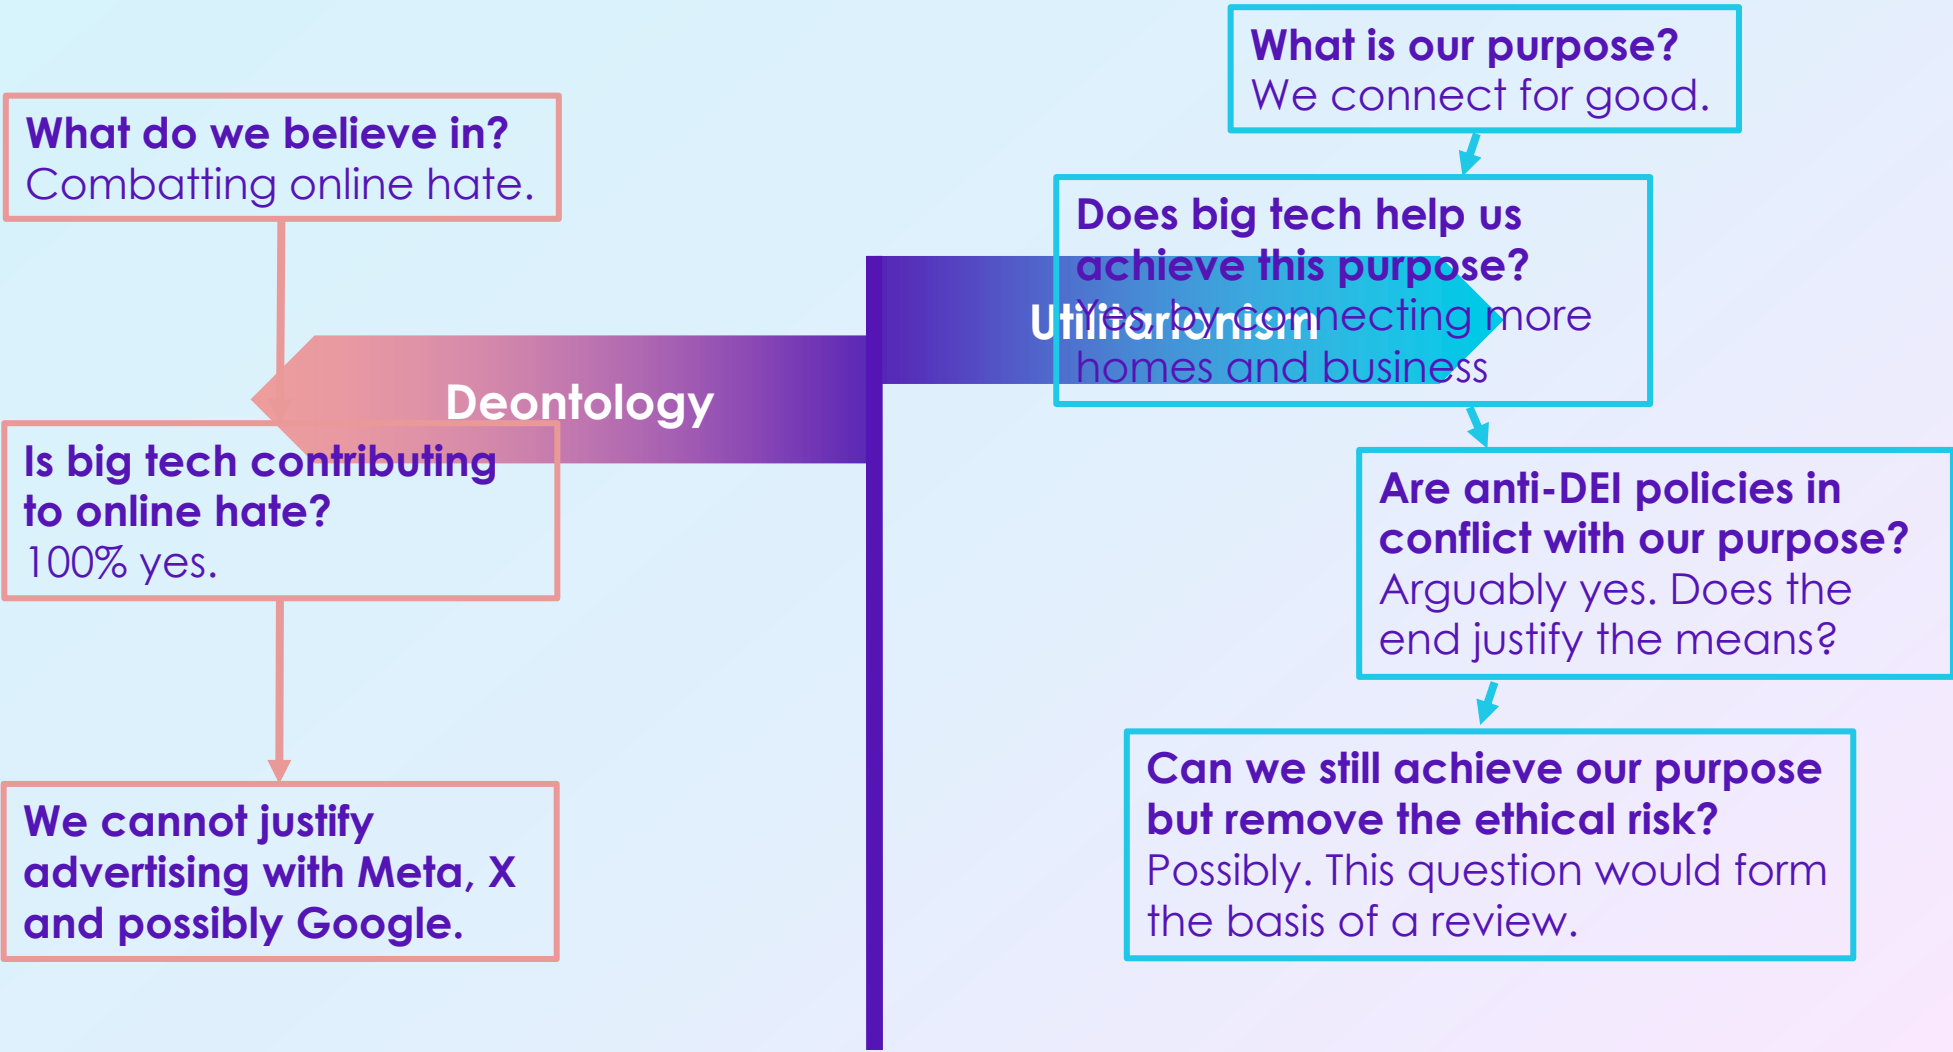 What do we believe in?
Combatting online hate.
Deontology
Is big tech contributing
to online hate?
100% yes.
We cannot justify
advertising with Meta, X
and possibly Google.
What is our purpose?
We connect for good.
Utilitarianism
Does big tech help us
achieve this purpose?
Yes, by connecting more
homes and business
Are anti-DEI policies in
conflict with our purpose?
Arguably yes. Does the
end justify the means?
Can we still achieve our purpose
but remove the ethical risk?
Possibly. This question would form
the basis of a review.